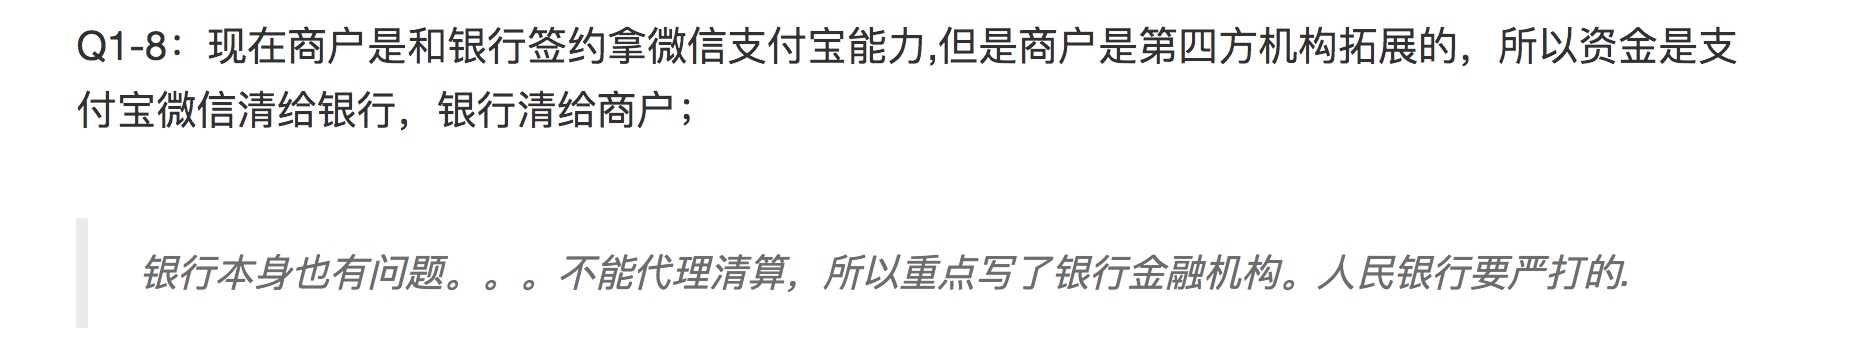 Q1-8：现在商户是和银行签约拿微信支付宝能力,但是商户是第四方机构拓展的，所以资金是支
付宝微信清给银行，银行清给商户；
银行本身也有问题。。。不能代理清算，所以重点写了银行金融机构。人民银行要严打的.